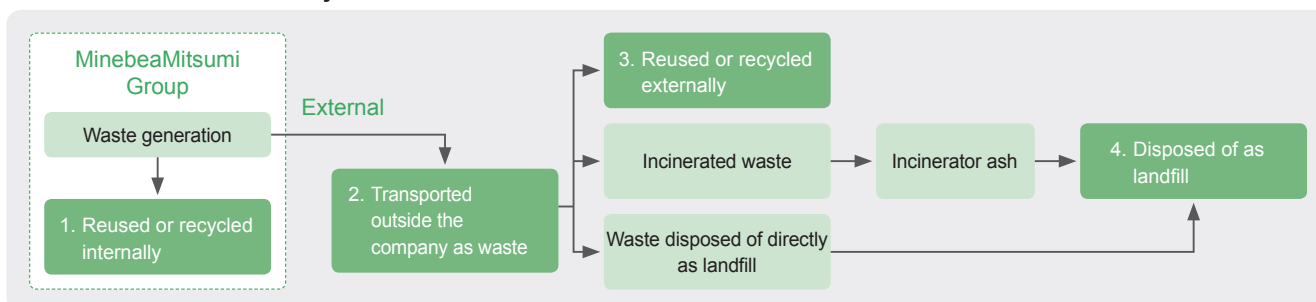 MinebeaMitsumi
Group
Waste generation
1. Reused or recycled
internally
External
2. Transported
outside the
company as waste
3. Reused or recycled
externally
Incinerated waste
Incinerator ash
Waste disposed of directly
as landfill
4. Disposed of as
landfill